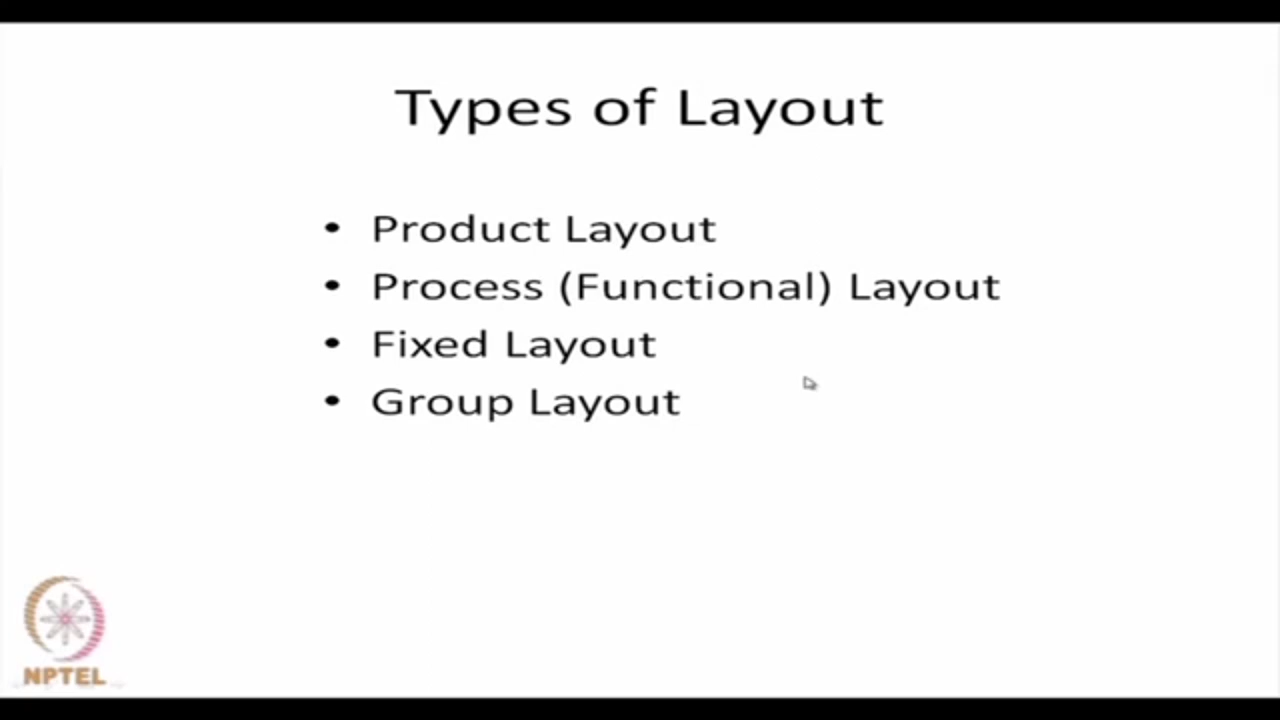 Types of Layout
• Product Layout
• Process (Functional) Layout
• Fixed Layout
• Group Layout
NPTEL